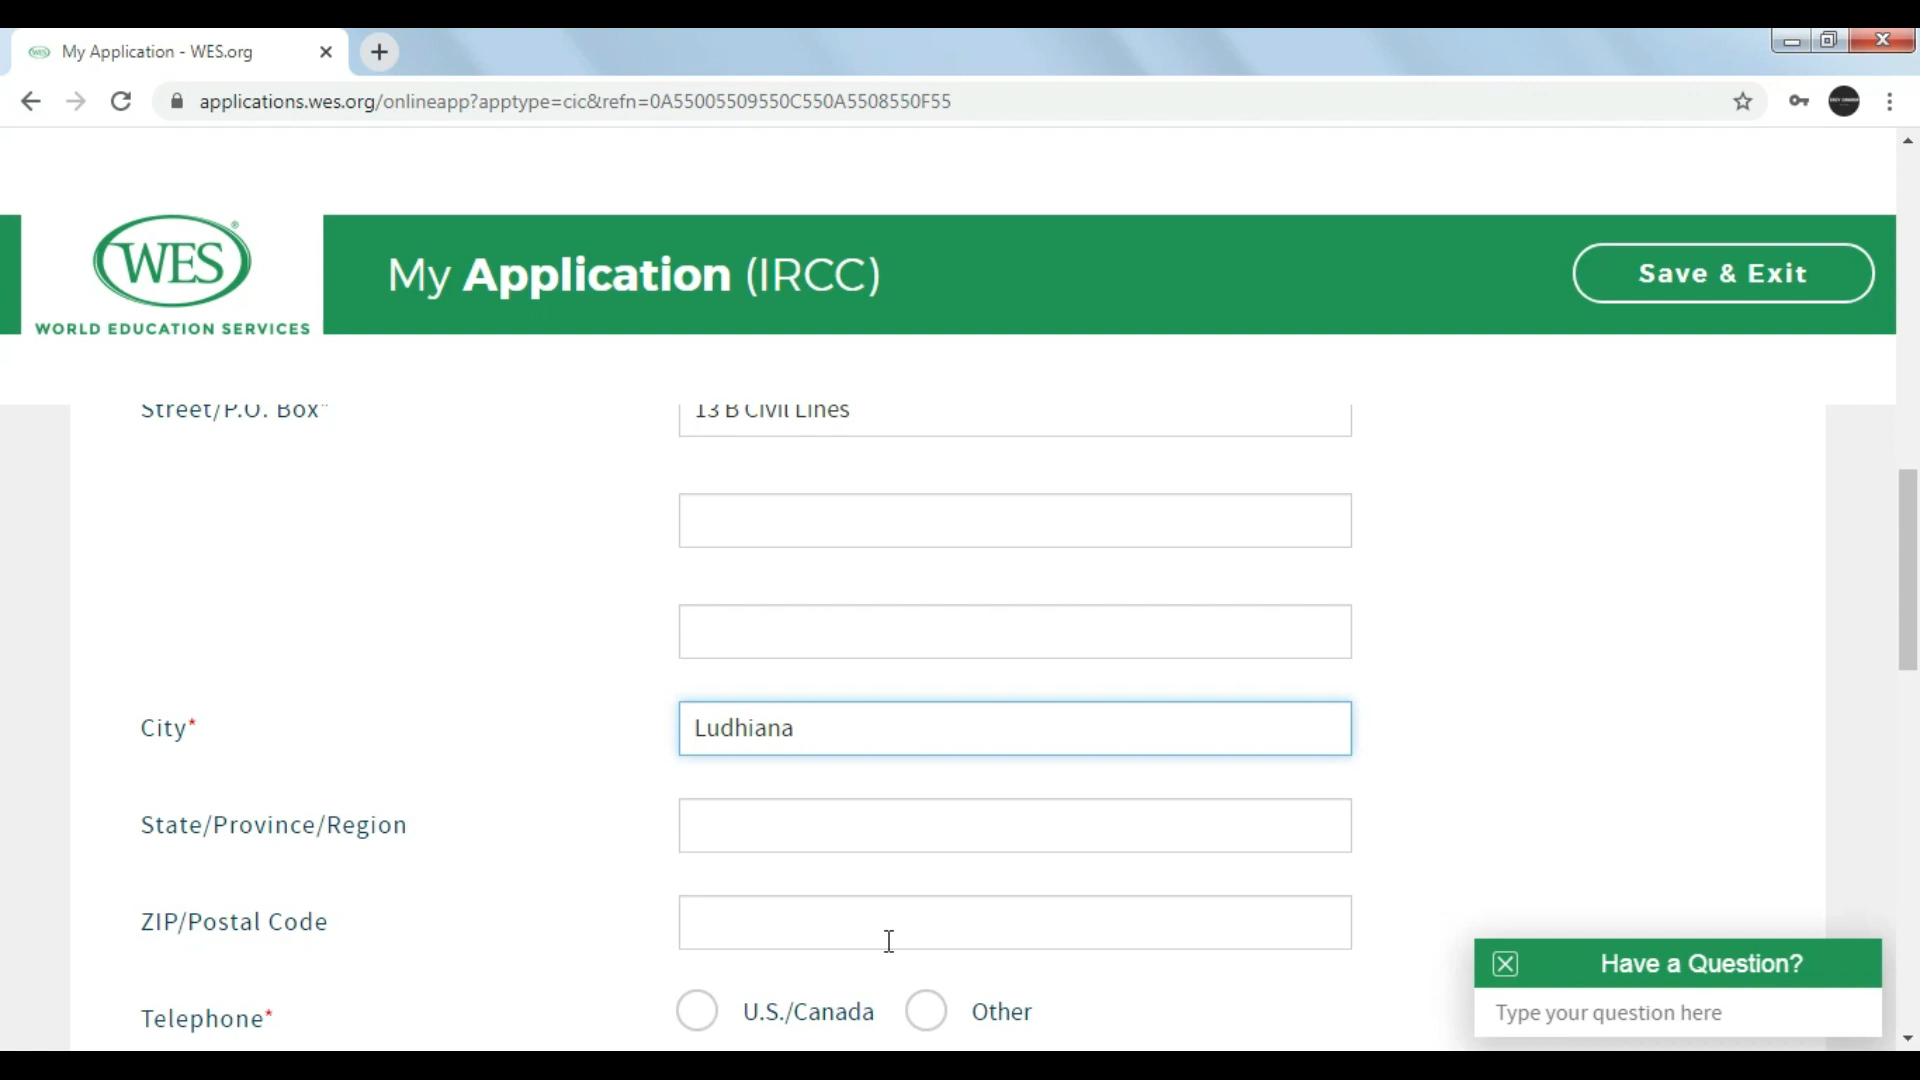 My Application - WES.org
applications.wes.org/onlineapp?apptype=cic&refn=0A55005509550C550A5508550F55
WES
WORLD EDUCATION SERVICES
My Application (IRCC)
Save & Exit
Street/P.O. Box*
13 B Civil Lines
City*
Ludhiana
State/Province/Region
ZIP/Postal Code
Telephone*
U.S./Canada
Other
Have a Question?
Type your question here